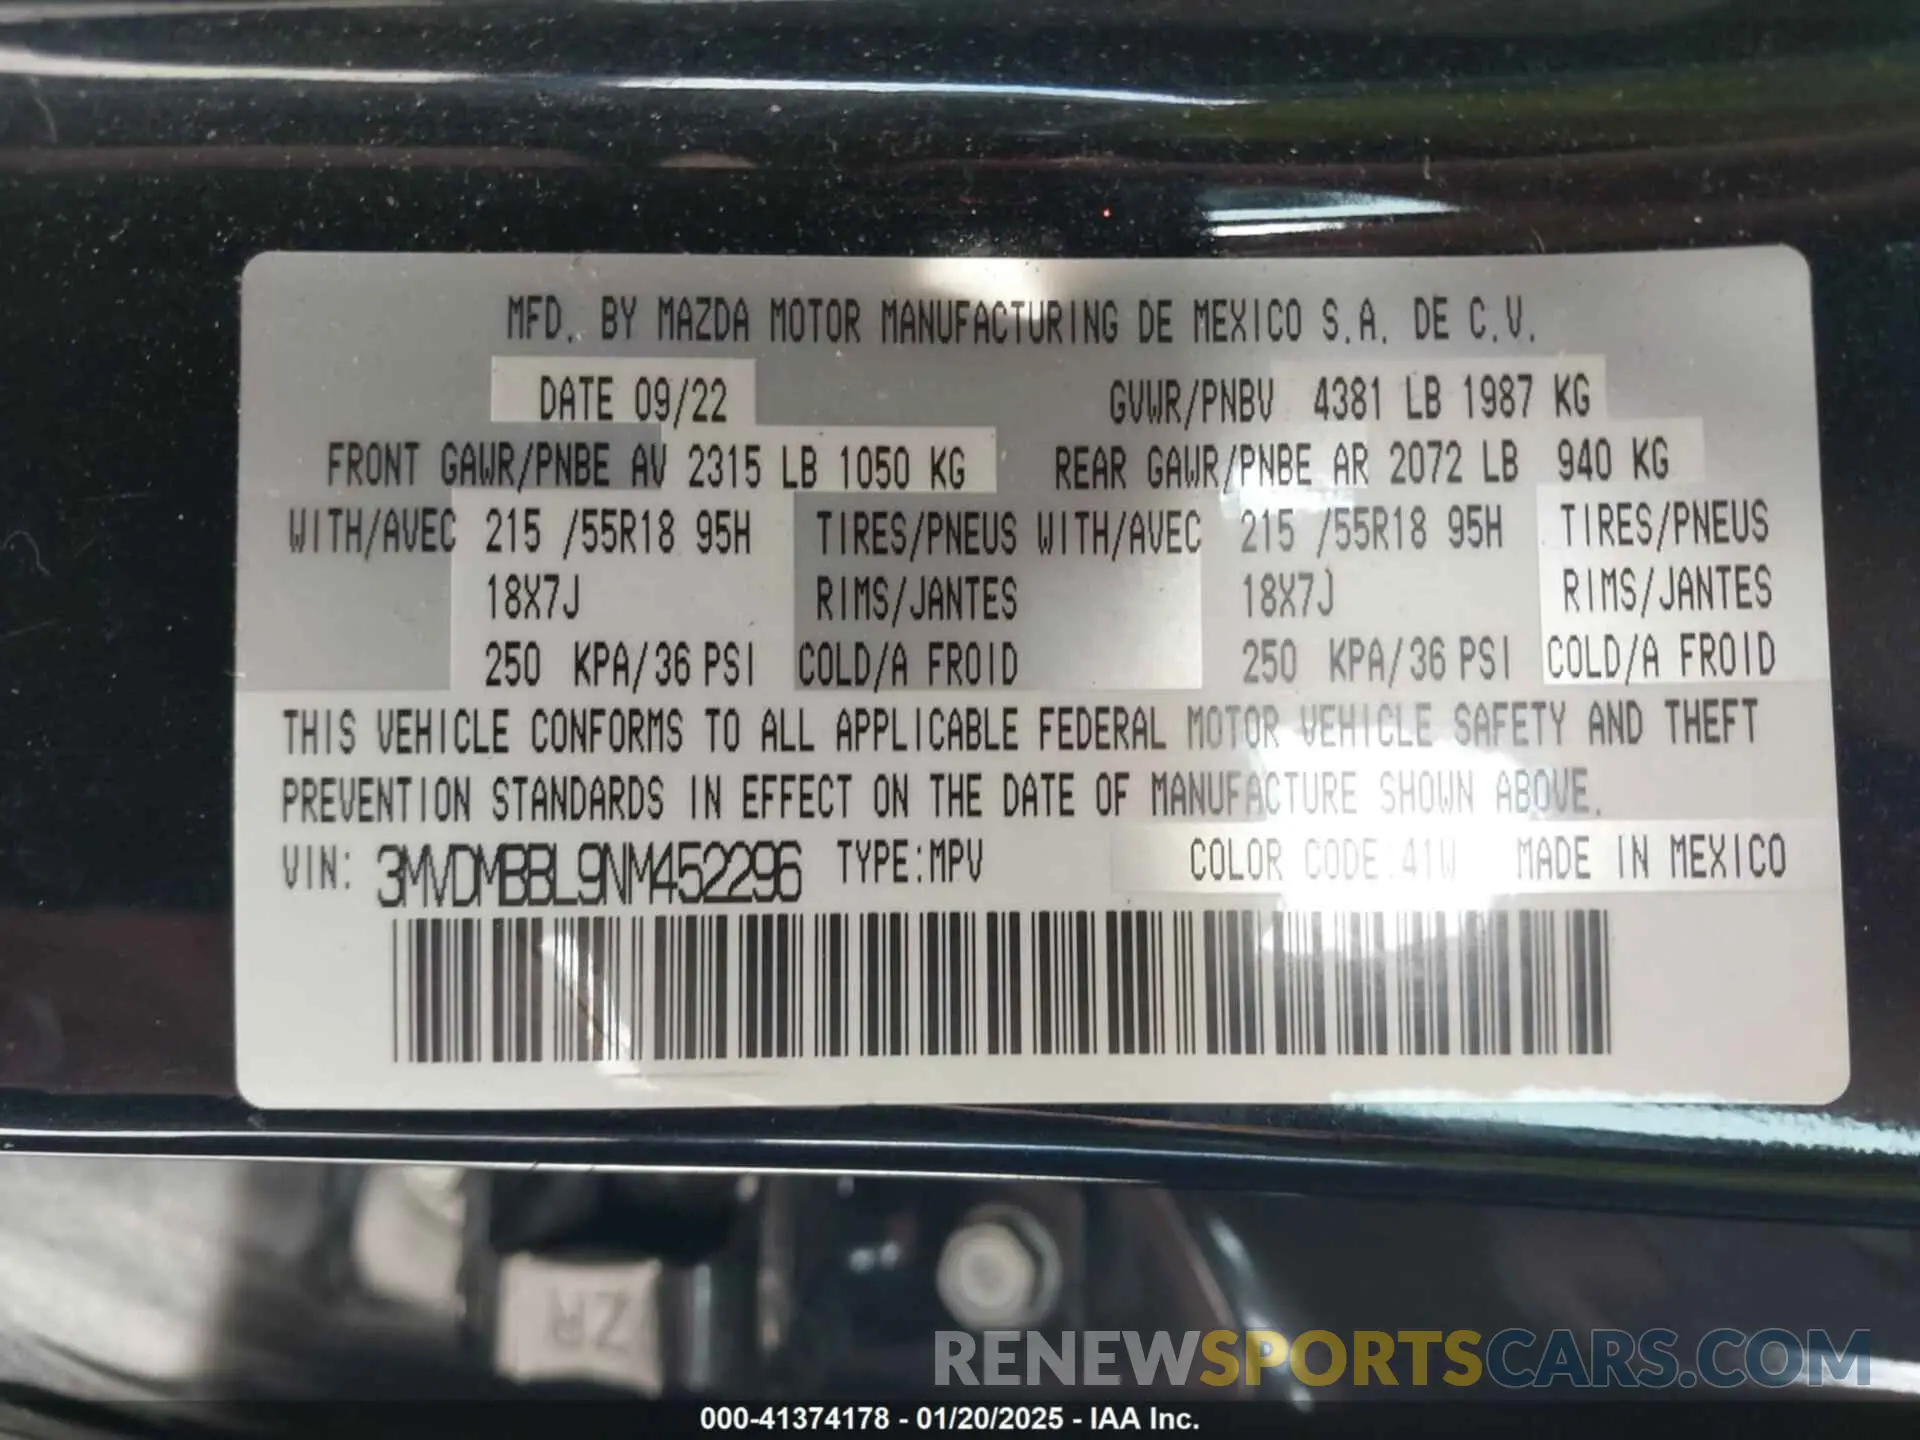 MFD. BY MAZDA MOTOR MANUFACTURING DE MEXICO S.A. DE C.V.
DATE 09/22 GVWR/PNBV 4381 LB 1987 KG
FRONT GAWR/PNBE AV 2315 LB 1050 KG REAR GAWR/PNBE AR 2072 LB 940 KG
WITH/AVEC 215 /55R18 95H TIRES/PNEUS WITH/AVEC 215 /55R18 95H TIRES/PNEUS
18X7J RIMS/JANTES 18X7J RIMS/JANTES
250 KPA/36 PSI COLD/A FROID 250 KPA/36 PSI COLD/A FROID
THIS VEHICLE CONFORMS TO ALL APPLICABLE FEDERAL MOTOR VEHICLE SAFETY AND THEFT
PREVENTION STANDARDS IN EFFECT ON THE DATE OF MANUFACTURE SHOWN ABOVE.
VIN: 3MVDMBBL9NM452296 TYPE:MPV COLOR CODE:41W MADE IN MEXICO
RENEWSPORTSCARS.COM
000-41374178 - 01/20/2025 - IAA Inc.